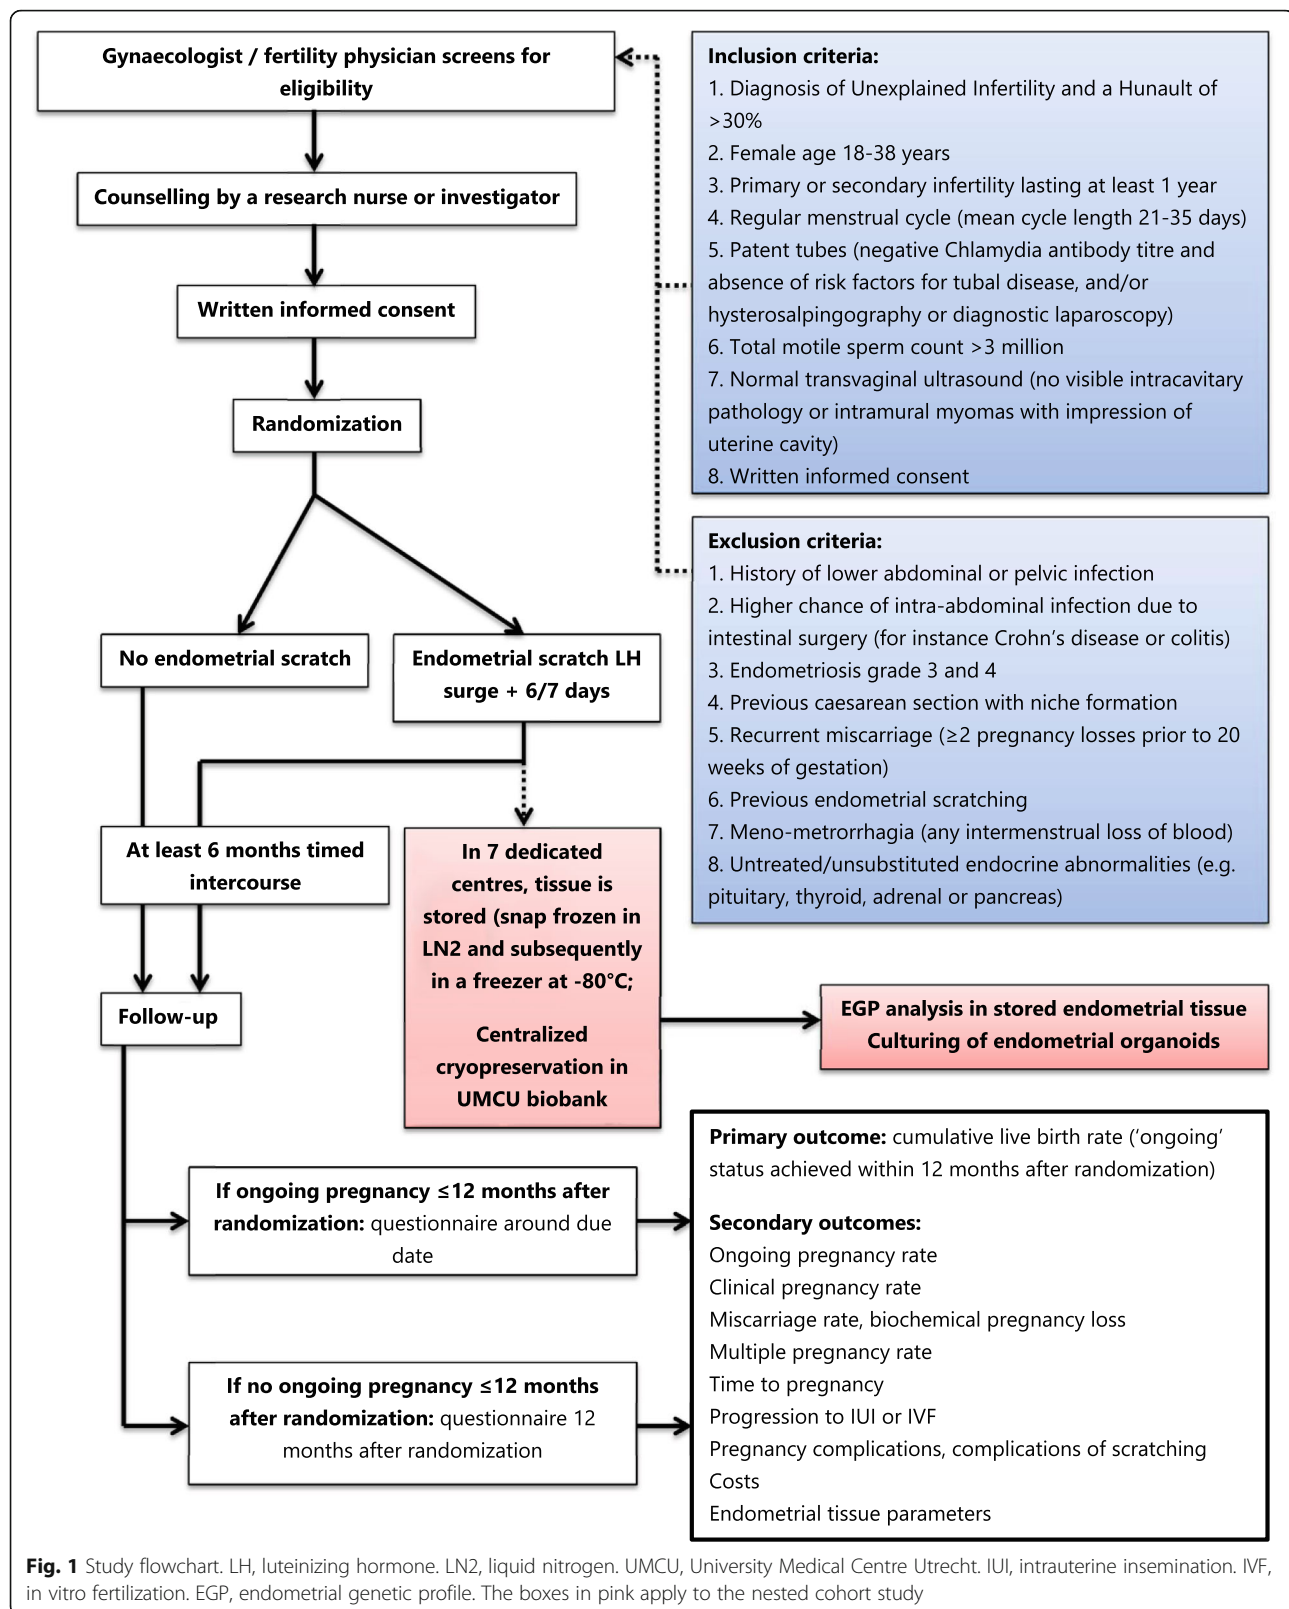 Gynaecologist / fertility physician screens for
eligibility
Counselling by a research nurse or investigator
Written informed consent
Randomization
No endometrial scratch
Endometrial scratch LH
surge + 6/7 days
At least 6 months timed
intercourse
In 7 dedicated
centres, tissue is
stored (snap frozen in
LN2 and subsequently
in a freezer at -80°C;
Centralized
cryopreservation in
UMCU biobank
Follow-up
If ongoing pregnancy ≤12 months after
randomization: questionnaire around due
date
If no ongoing pregnancy ≤12 months
after randomization: questionnaire 12
months after randomization
Inclusion criteria:
1. Diagnosis of Unexplained Infertility and a Hunault of
>30%
2. Female age 18-38 years
3. Primary or secondary infertility lasting at least 1 year
4. Regular menstrual cycle (mean cycle length 21-35 days)
5. Patent tubes (negative Chlamydia antibody titre and
absence of risk factors for tubal disease, and/or
hysterosalpingography or diagnostic laparoscopy)
6. Total motile sperm count >3 million
7. Normal transvaginal ultrasound (no visible intracavitary
pathology or intramural myomas with impression of
uterine cavity)
8. Written informed consent
Exclusion criteria:
1. History of lower abdominal or pelvic infection
2. Higher chance of intra-abdominal infection due to
intestinal surgery (for instance Crohn’s disease or colitis)
3. Endometriosis grade 3 and 4
4. Previous caesarean section with niche formation
5. Recurrent miscarriage (≥2 pregnancy losses prior to 20
weeks of gestation)
6. Previous endometrial scratching
7. Meno-metrorrhagia (any intermenstrual loss of blood)
8. Untreated/unsubstituted endocrine abnormalities (e.g.
pituitary, thyroid, adrenal or pancreas)
EGP analysis in stored endometrial tissue
Culturing of endometrial organoids
Primary outcome: cumulative live birth rate (‘ongoing’
status achieved within 12 months after randomization)
Secondary outcomes:
Ongoing pregnancy rate
Clinical pregnancy rate
Miscarriage rate, biochemical pregnancy loss
Multiple pregnancy rate
Time to pregnancy
Progression to IUI or IVF
Pregnancy complications, complications of scratching
Costs
Endometrial tissue parameters
Fig. 1 Study flowchart. LH, luteinizing hormone. LN2, liquid nitrogen. UMCU, University Medical Centre Utrecht. IUI, intrauterine insemination. IVF,
in vitro fertilization. EGP, endometrial genetic profile. The boxes in pink apply to the nested cohort study